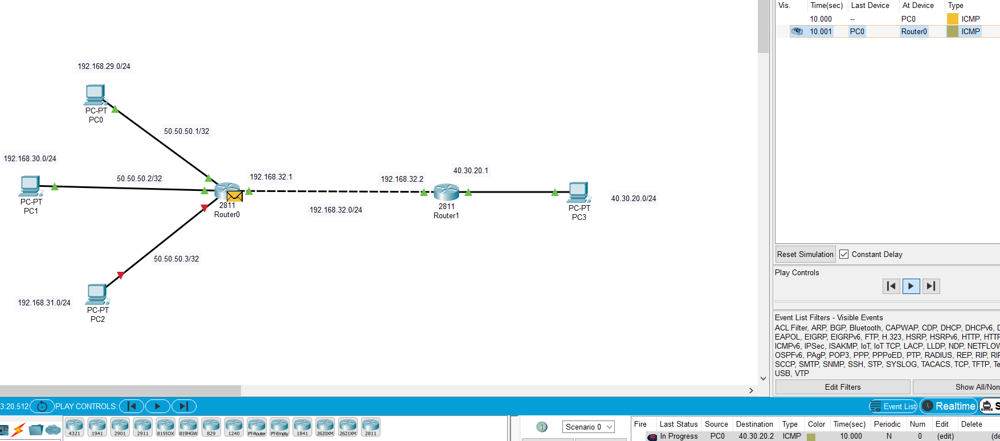 192.168.29.0/24
PC-PT
PC0
50.50.50.1/32
192.168.30.0/24
PC-PT
PC1
50.50.50.2/32
192.168.32.1
2811
Router0
192.168.32.0/24
192.168.32.2
40.30.20.1
2811
Router1
PC-PT
PC3
40.30.20.0/24
50.50.50.3/32
192.168.31.0/24
PC-PT
PC2
Vis. Time(sec) Last Device At Device Type
10.000 -- PC0 ICMP
10.001 PC0 Router0 ICMP
Reset Simulation Constant Delay
Play Controls
Event List Filters - Visible Events
ACL Filter, ARP, BGP, Bluetooth, CAPWAP, CDP, DHCP, DHCPv6, D
EAPOL, EIGRP, EIGRPv6, FTP, H.323, HSRP, HSRPv6, HTTP, HTTP
ICMPv6, IPSec, ISAKMP, IoT, IoT TCP, LACP, LLDP, NDP, NETFLOW
OSPFv6, PAgP, POP3, PPP, PPPoED, PTP, RADIUS, REP, RIP, RIP
SCCP, SMTP, SNMP, SSH, STP, SYSLOG, TACACS, TCP, TFTP, Te
USB, VTP
Edit Filters Show All/Non
3:20.512 PLAY CONTROLS: Event List Realtime S
4321 1941 2901 2911 819IOX 819HGW 829 1240 PT-Router PT-Empty 1841 2620XM 2621XM 2811
Scenario 0
Fire Last Status Source Destination Type Color Time(sec) Periodic Num Edit Delete
In Progress PC0 40.30.20.2 ICMP 10.000 N 0 (edit) (de